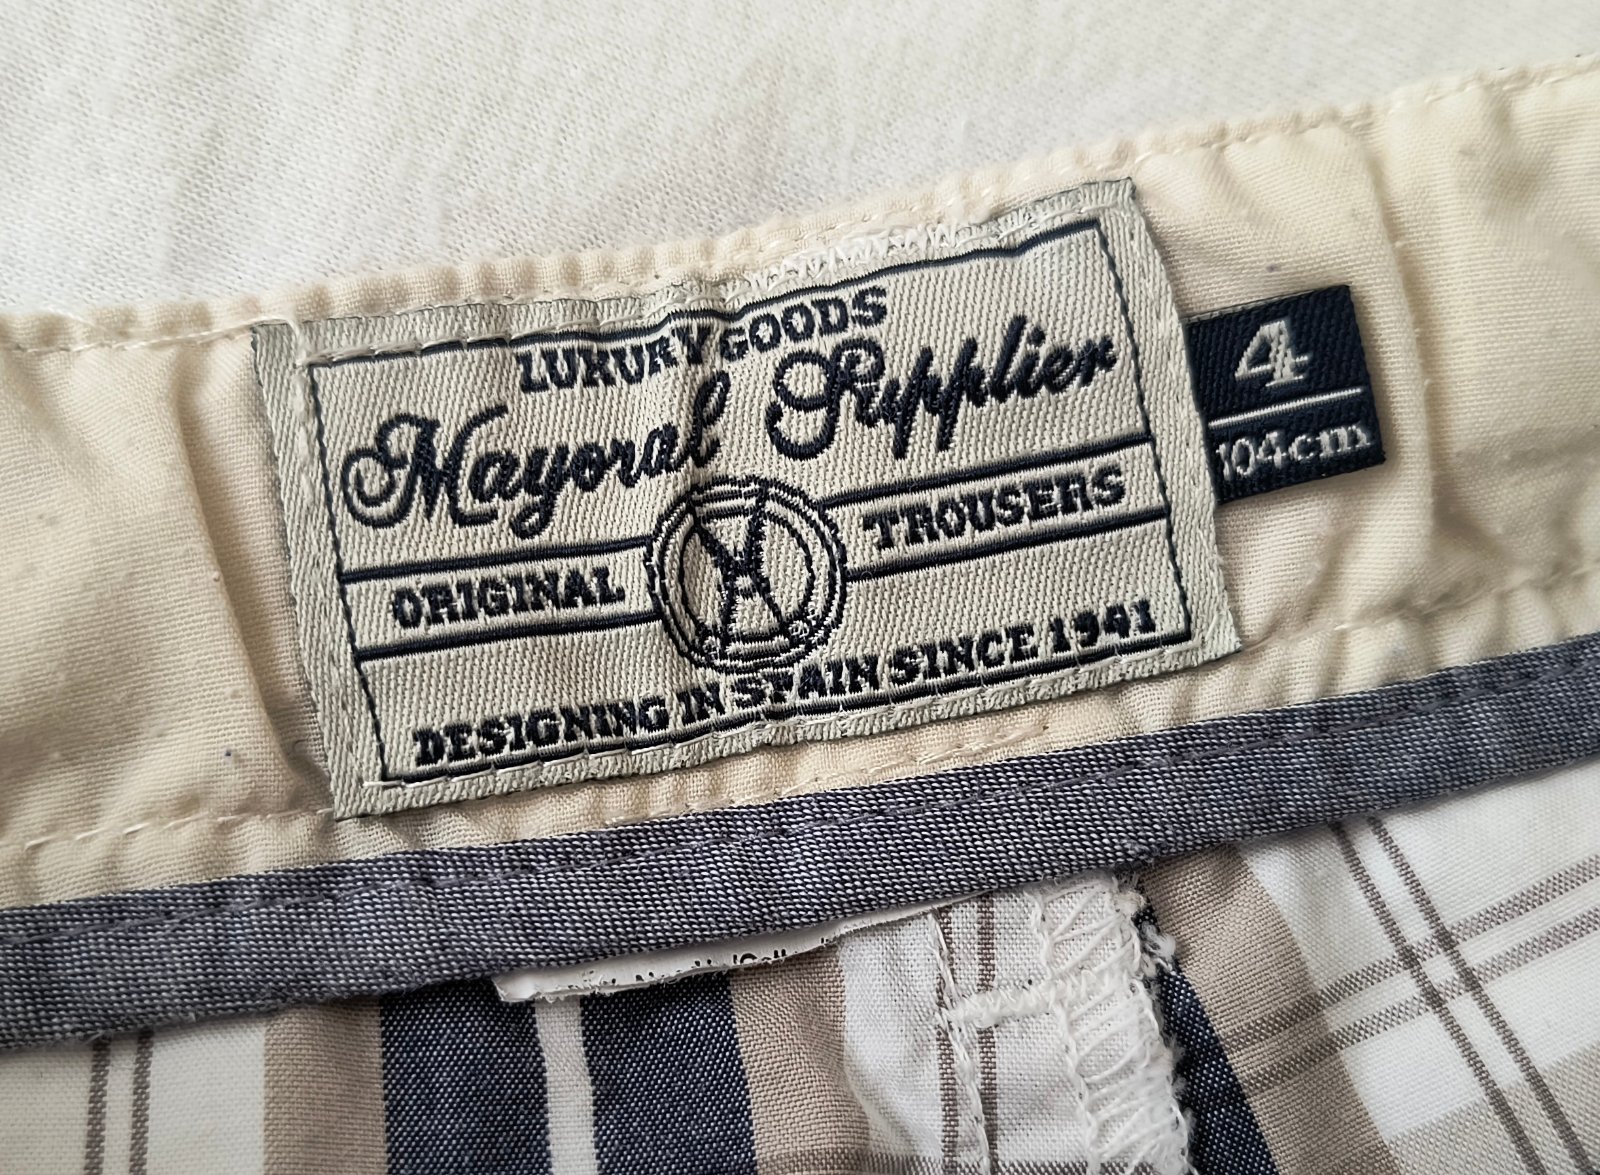 LUXURY GOODS
Mayoral Supplier
ORIGINAL TROUSERS
DESIGNING IN SPAIN SINCE 1941
4
104cm